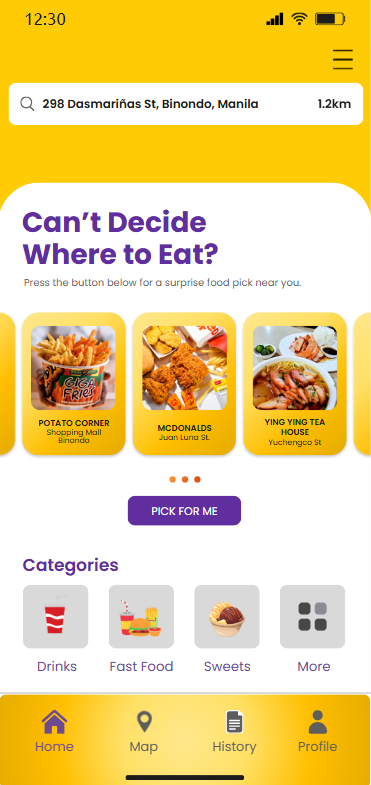 12:30
298 Dasmariñas St, Binondo, Manila 1.2km
Can’t Decide
Where to Eat?
Press the button below for a surprise food pick near you.
GIGA
FRIES
POTATO CORNER
Shopping Mall
Binondo
MCDONALDS
Juan Luna St.
YING YING TEA
HOUSE
Yuchengco St
PICK FOR ME
Categories
Drinks
Fast Food
Sweets
More
Home
Map
History
Profile